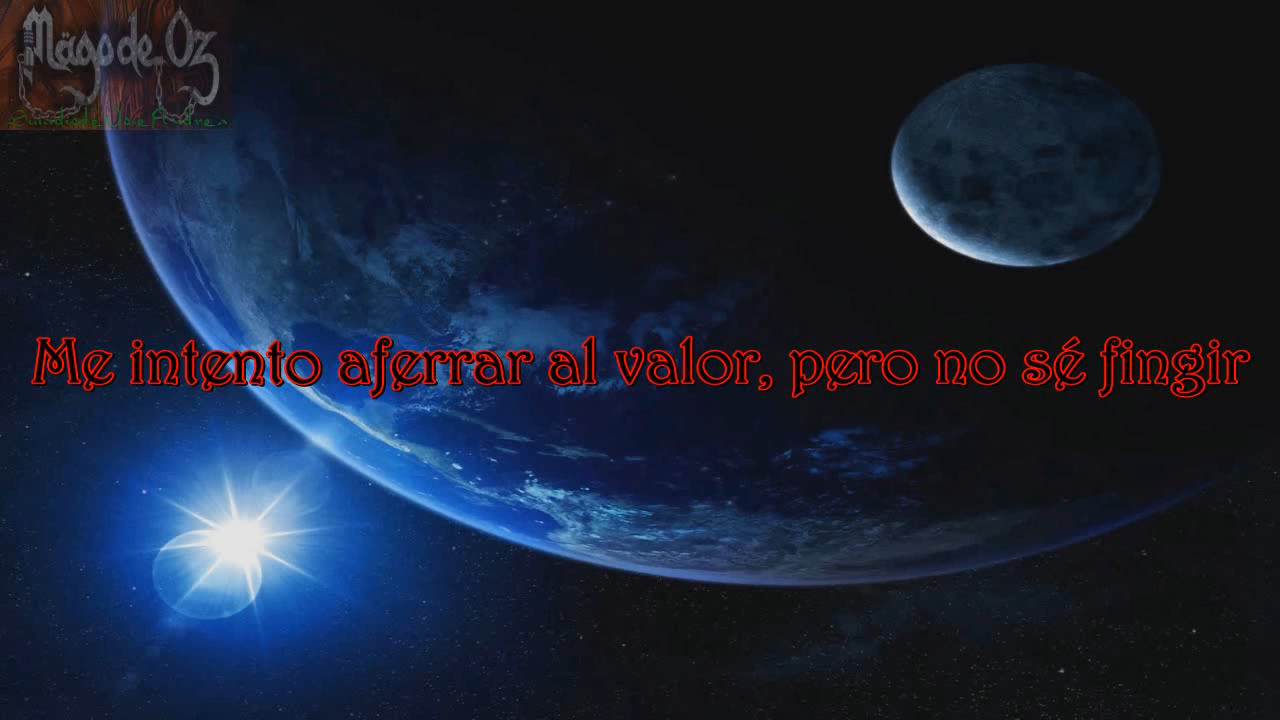 Mägo de Oz
Me intento aferrar al valor, pero no sé fingir